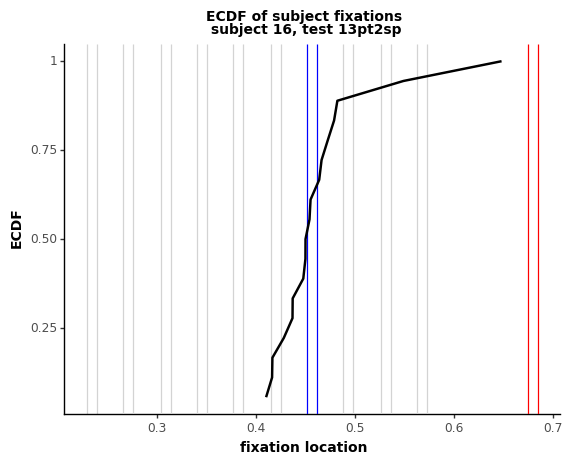 ECDF of subject fixations
subject 16, test 13pt2sp
1
0.75
0.50
0.25
ECDF
0.3 0.4 0.5 0.6 0.7
fixation location